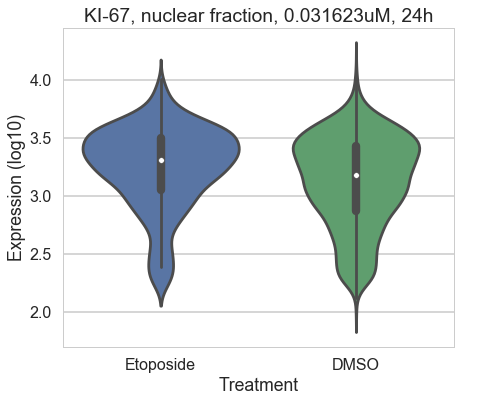 KI-67, nuclear fraction, 0.031623uM, 24h
Expression (log10)
4.0
3.5
3.0
2.5
2.0
Etoposide
DMSO
Treatment